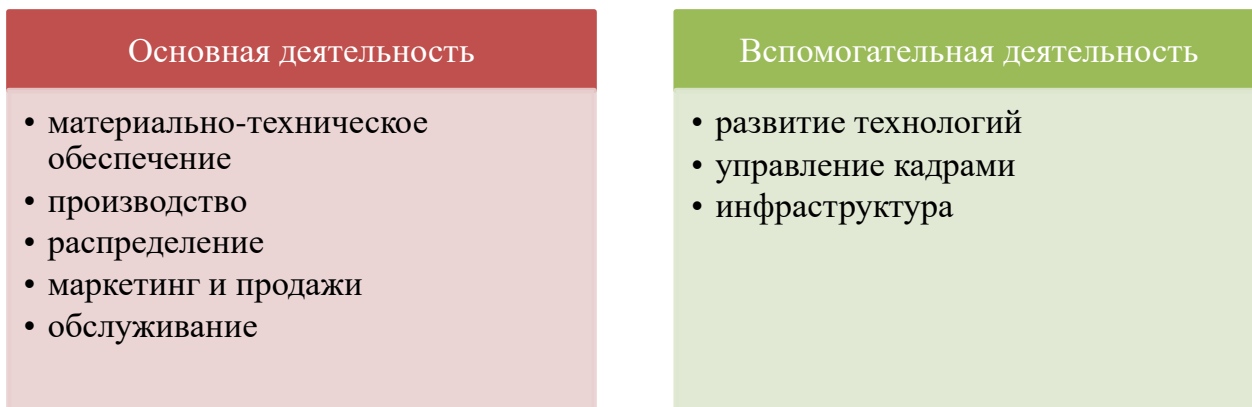 Основная деятельность
• материально-техническое
обеспечение
• производство
• распределение
• маркетинг и продажи
• обслуживание
Вспомогательная деятельность
• развитие технологий
• управление кадрами
• инфраструктура